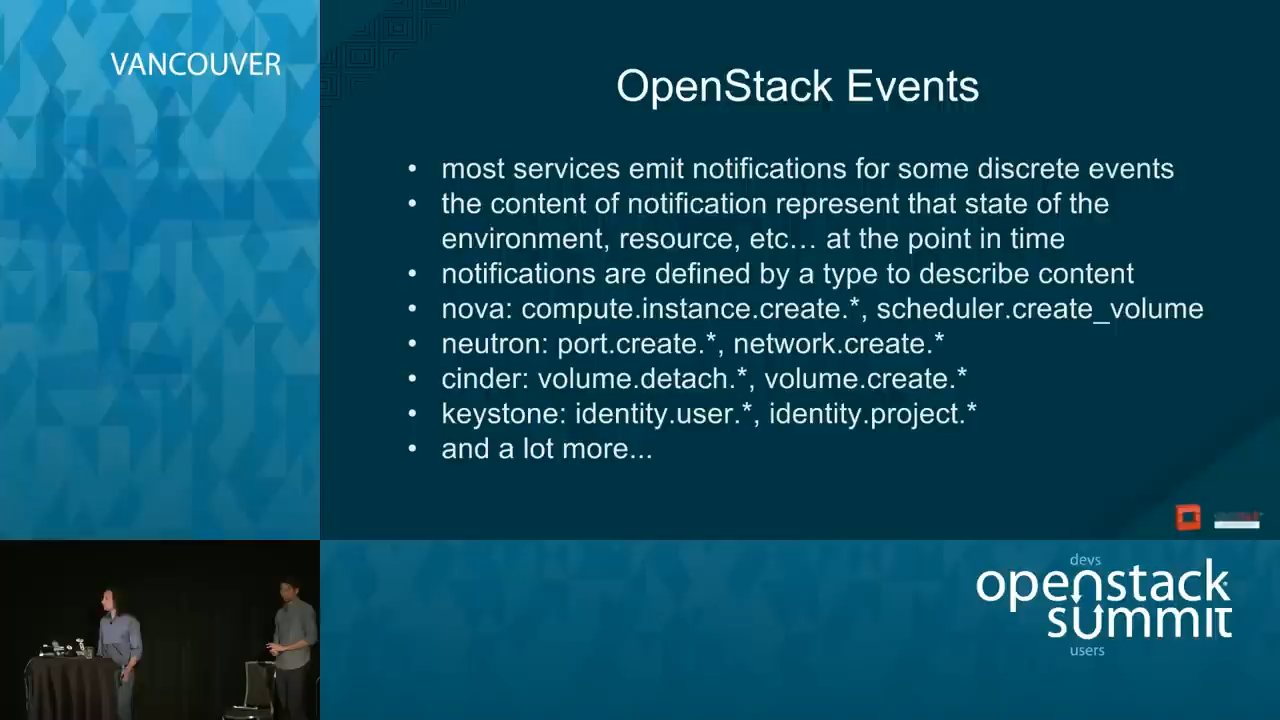 VANCOUVER
OpenStack Events
• most services emit notifications for some discrete events
• the content of notification represent that state of the
environment, resource, etc… at the point in time
• notifications are defined by a type to describe content
• nova: compute.instance.create.*, scheduler.create_volume
• neutron: port.create.*, network.create.*
• cinder: volume.detach.*, volume.create.*
• keystone: identity.user.*, identity.project.*
• and a lot more...
devs
openstack
summit
users